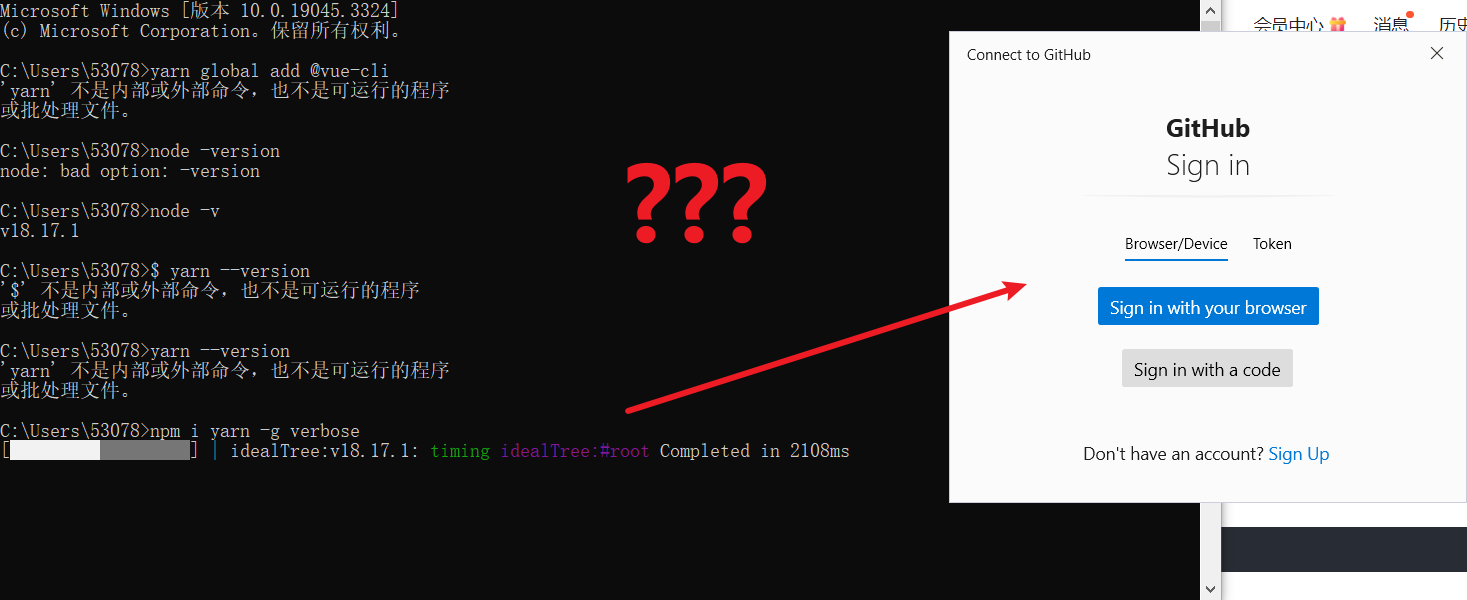 Microsoft Windows [版本 10.0.19045.3324]
(c) Microsoft Corporation。保留所有权利。
C:\Users\53078>yarn global add @vue-cli
'yarn' 不是内部或外部命令，也不是可运行的程序
或批处理文件。
C:\Users\53078>node -version
node: bad option: -version
C:\Users\53078>node -v
v18.17.1
C:\Users\53078>$ yarn --version
'$' 不是内部或外部命令，也不是可运行的程序
或批处理文件。
C:\Users\53078>yarn --version
'yarn' 不是内部或外部命令，也不是可运行的程序
或批处理文件。
C:\Users\53078>npm i yarn -g verbose
[] | idealTree:v18.17.1: timing idealTree:#root Completed in 2108ms
???
会员中心 消息 历史
Connect to GitHub
GitHub
Sign in
Browser/Device Token
Sign in with your browser
Sign in with a code
Don't have an account? Sign Up